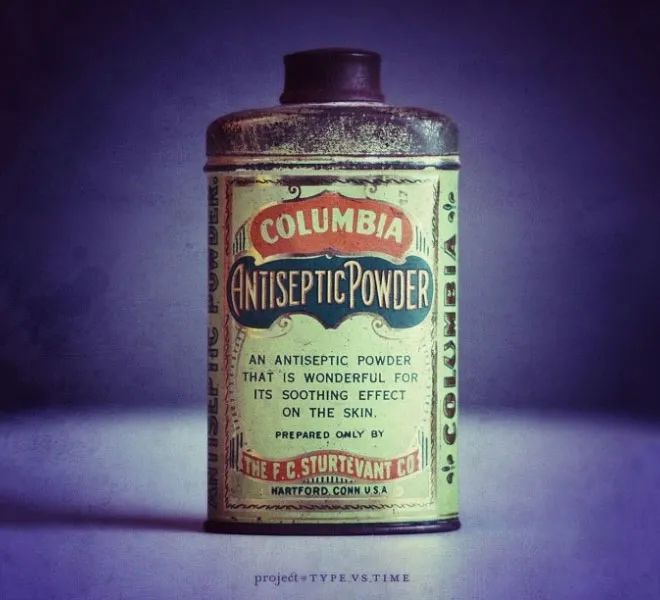 COLUMBIA
ANTISEPTIC POWDER
AN ANTISEPTIC POWDER
THAT IS WONDERFUL FOR
ITS SOOTHING EFFECT
ON THE SKIN.
PREPARED ONLY BY
THE F.C. STURTEVANT CO
HARTFORD. CONN U.S.A
ANTISEPTIC POWDER
COLUMBIA
project=TYPE.VS.TIME